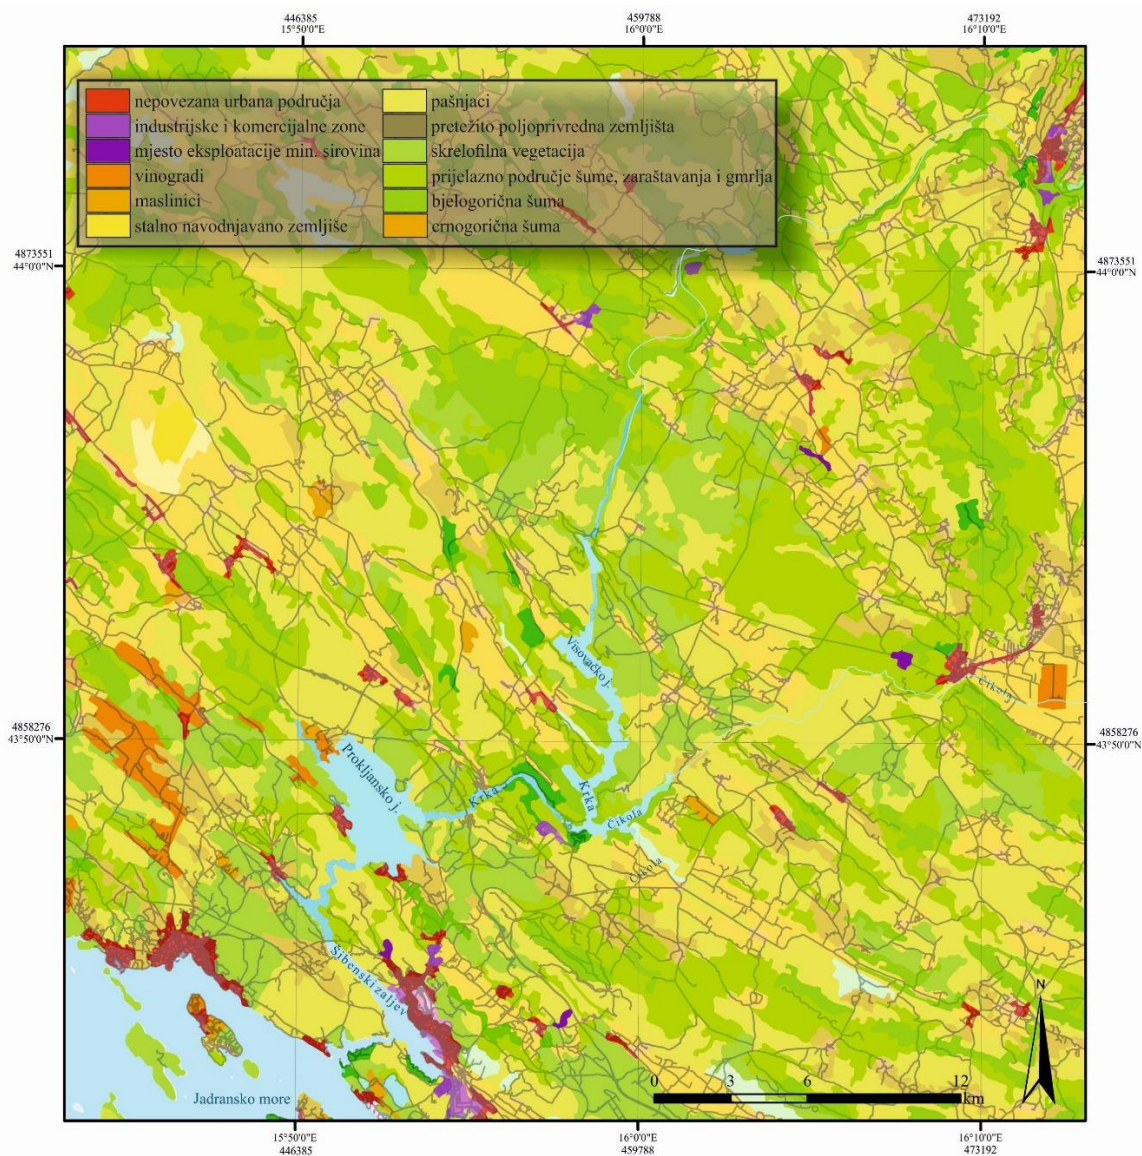 446385
15°50'0"E
459788
16°0'0"E
473192
16°10'0"E
nepovezana urbana područja
industrijske i komercijalne zone
mjesto eksploatacije min. sirovina
vinogradi
maslinici
stalno navodnjavano zemljiše
pašnjaci
pretežito poljoprivredna zemljišta
skrelofilna vegetacija
prijelazno područje šume, zaraštavanja i gmrlja
bjelogorična šuma
crnogorična šuma
4873551
44°0'0"N
4873551
44°0'0"N
Visovačko j.
Čikola
4858276
43°50'0"N
4858276
43°50'0"N
Prokljansko j.
Krka
Krka
Čikola
Čikola
Šibenski zaljev
Jadransko more
N
0 3 6 12
km
15°50'0"E
446385
16°0'0"E
459788
16°10'0"E
473192